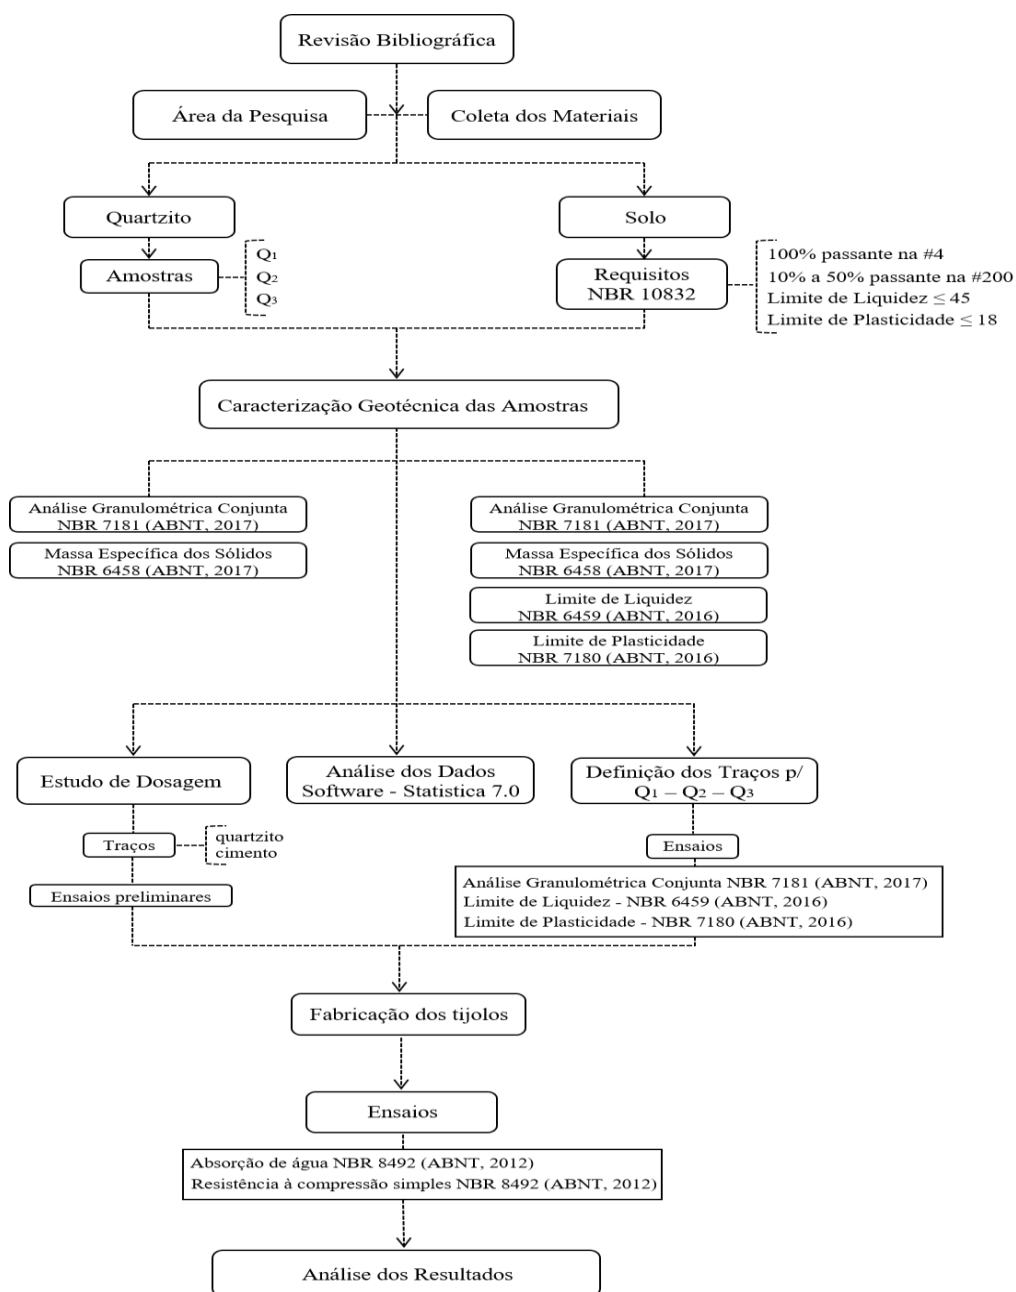 Revisão Bibliográfica
Área da Pesquisa
Coleta dos Materiais
Quartzito
Solo
Amostras
Q₁
Q₂
Q₃
Requisitos
NBR 10832
100% passante na #4
10% a 50% passante na #200
Limite de Liquidez ≤ 45
Limite de Plasticidade ≤ 18
Caracterização Geotécnica das Amostras
Análise Granulométrica Conjunta
NBR 7181 (ABNT, 2017)
Massa Específica dos Sólidos
NBR 6458 (ABNT, 2017)
Análise Granulométrica Conjunta
NBR 7181 (ABNT, 2017)
Massa Específica dos Sólidos
NBR 6458 (ABNT, 2017)
Limite de Liquidez
NBR 6459 (ABNT, 2016)
Limite de Plasticidade
NBR 7180 (ABNT, 2016)
Estudo de Dosagem
Análise dos Dados
Software - Statistica 7.0
Definição dos Traços p/
Q₁ – Q₂ – Q₃
Traços
quartzito
cimento
Ensaios preliminares
Ensaios
Análise Granulométrica Conjunta NBR 7181 (ABNT, 2017)
Limite de Liquidez - NBR 6459 (ABNT, 2016)
Limite de Plasticidade - NBR 7180 (ABNT, 2016)
Fabricação dos tijolos
Ensaios
Absorção de água NBR 8492 (ABNT, 2012)
Resistência à compressão simples NBR 8492 (ABNT, 2012)
Análise dos Resultados